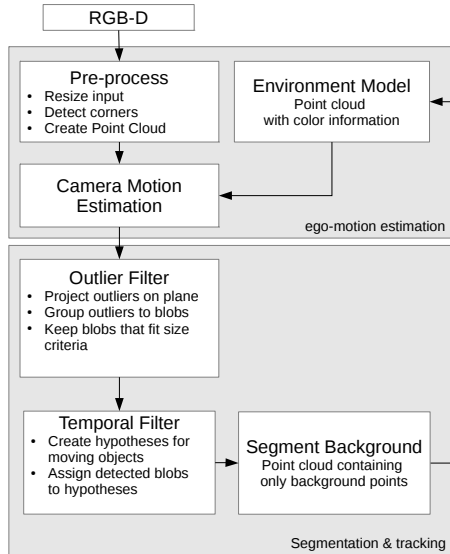 RGB-D
Pre-process
• Resize input
• Detect corners
• Create Point Cloud
Environment Model
Point cloud
with color information
Camera Motion
Estimation
ego-motion estimation
Outlier Filter
• Project outliers on plane
• Group outliers to blobs
• Keep blobs that fit size
criteria
Temporal Filter
• Create hypotheses for
moving objects
• Assign detected blobs
to hypotheses
Segment Background
Point cloud containing
only background points
Segmentation & tracking